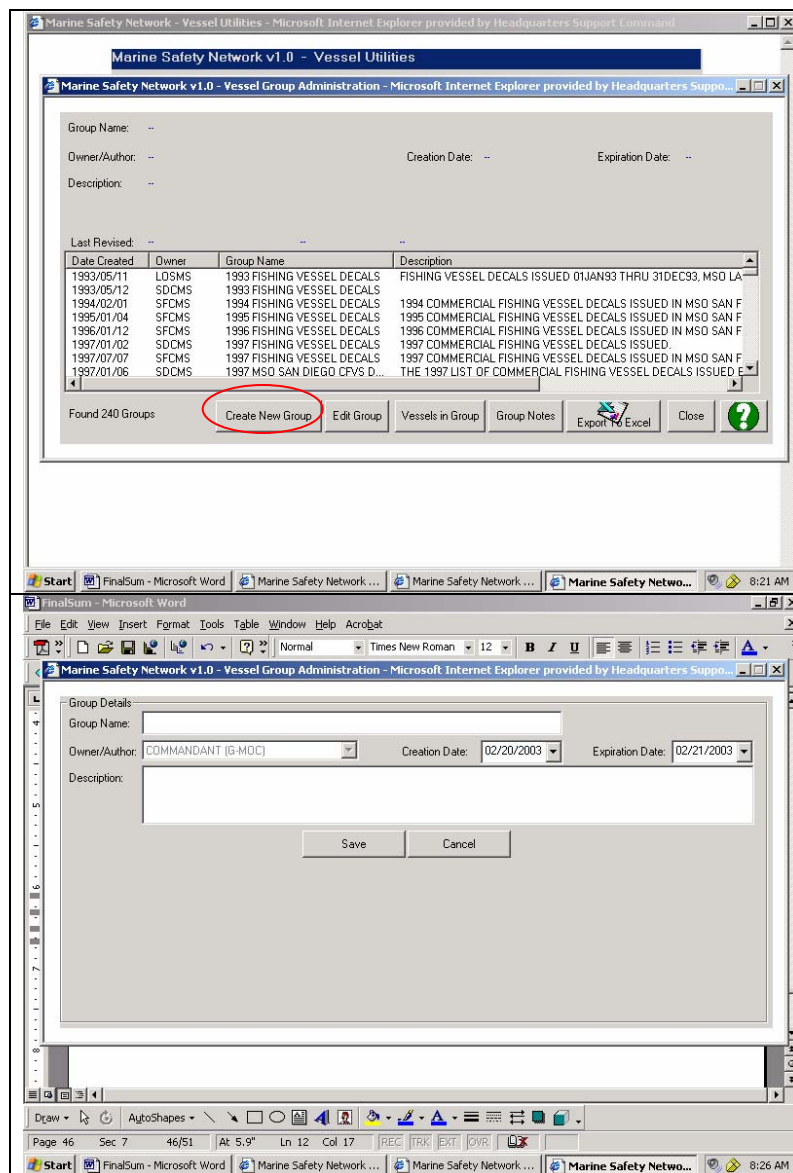 Marine Safety Network - Vessel Utilities - Microsoft Internet Explorer provided by Headquarters Support Command
Marine Safety Network v1.0 - Vessel Utilities
Marine Safety Network v1.0 - Vessel Group Administration - Microsoft Internet Explorer provided by Headquarters Suppo...
Group Name: --
Owner/Author: -- Creation Date: -- Expiration Date: --
Description: --
Last Revised: -- -- --
Date Created Owner Group Name Description
1993/05/11 LOSMS 1993 FISHING VESSEL DECALS FISHING VESSEL DECALS ISSUED 01JAN93 THRU 31DEC93, MSO LA
1993/05/12 SDCMS 1993 FISHING VESSEL DECALS
1994/02/01 SFCMS 1994 FISHING VESSEL DECALS 1994 COMMERCIAL FISHING VESSEL DECALS ISSUED IN MSO SAN F
1995/01/04 SFCMS 1995 FISHING VESSEL DECALS 1995 COMMERCIAL FISHING VESSEL DECALS ISSUED IN MSO SAN F
1996/01/12 SFCMS 1996 FISHING VESSEL DECALS 1996 COMMERCIAL FISHING VESSEL DECALS ISSUED IN MSO SAN F
1997/01/02 SDCMS 1997 FISHING VESSEL DECALS 1997 COMMERCIAL FISHING VESSEL DECALS ISSUED.
1997/07/07 SFCMS 1997 FISHING VESSEL DECALS 1997 COMMERCIAL FISHING VESSEL DECALS ISSUED IN MSO SAN F
1997/01/06 SDCMS 1997 MSO SAN DIEGO CFVS D... THE 1997 LIST OF COMMERCIAL FISHING VESSEL DECALS ISSUED E
Found 240 Groups Create New Group Edit Group Vessels in Group Group Notes Export To Excel Close ?
Start FinalSum - Microsoft Word Marine Safety Network ... Marine Safety Network ... Marine Safety Netwo... 8:21 AM
FinalSum - Microsoft Word
File Edit View Insert Format Tools Table Window Help Acrobat
Normal Times New Roman 12 B I U A
Marine Safety Network v1.0 - Vessel Group Administration - Microsoft Internet Explorer provided by Headquarters Suppo...
Group Details
Group Name:
Owner/Author: COMMANDANT (G-MOC) Creation Date: 02/20/2003 Expiration Date: 02/21/2003
Description:
Save Cancel
Draw AutoShapes A A
Page 46 Sec 7 46/51 At 5.9" Ln 12 Col 17 REC TRK EXT OVR
Start FinalSum - Microsoft Word Marine Safety Network ... Marine Safety Network ... Marine Safety Netwo... 8:26 AM